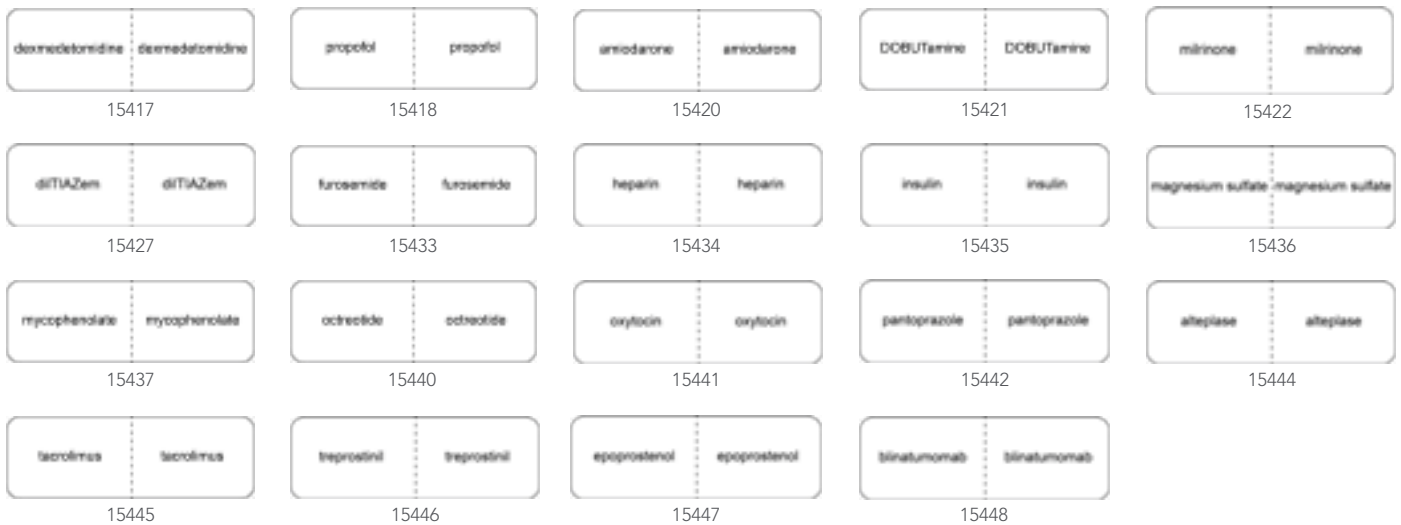 dexmedetomidine dexmedetomidine propofol propofol amiodarone amiodarone DOBUTamine DOBUTamine milrinone milrinone
15417 15418 15420 15421 15422
dilTIAZem dilTIAZem furosemide furosemide heparin heparin insulin insulin magnesium sulfate magnesium sulfate
15427 15433 15434 15435 15436
mycophenolate mycophenolate octreotide octreotide oxytocin oxytocin pantoprazole pantoprazole alteplase alteplase
15437 15440 15441 15442 15444
tacrolimus tacrolimus treprostinil treprostinil epoprostenol epoprostenol blinatumomab blinatumomab
15445 15446 15447 15448